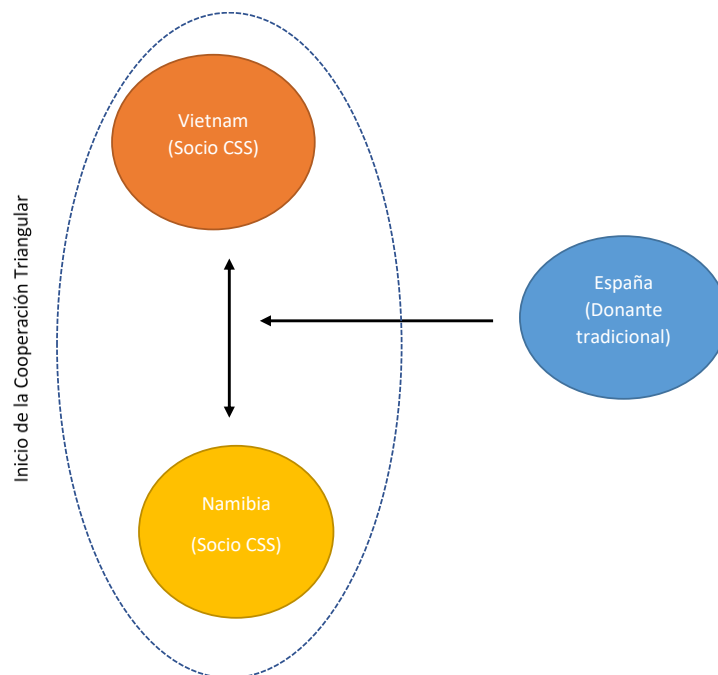 Inicio de la Cooperación Triangular
Vietnam
(Socio CSS)
España
(Donante
tradicional)
Namibia
(Socio CSS)